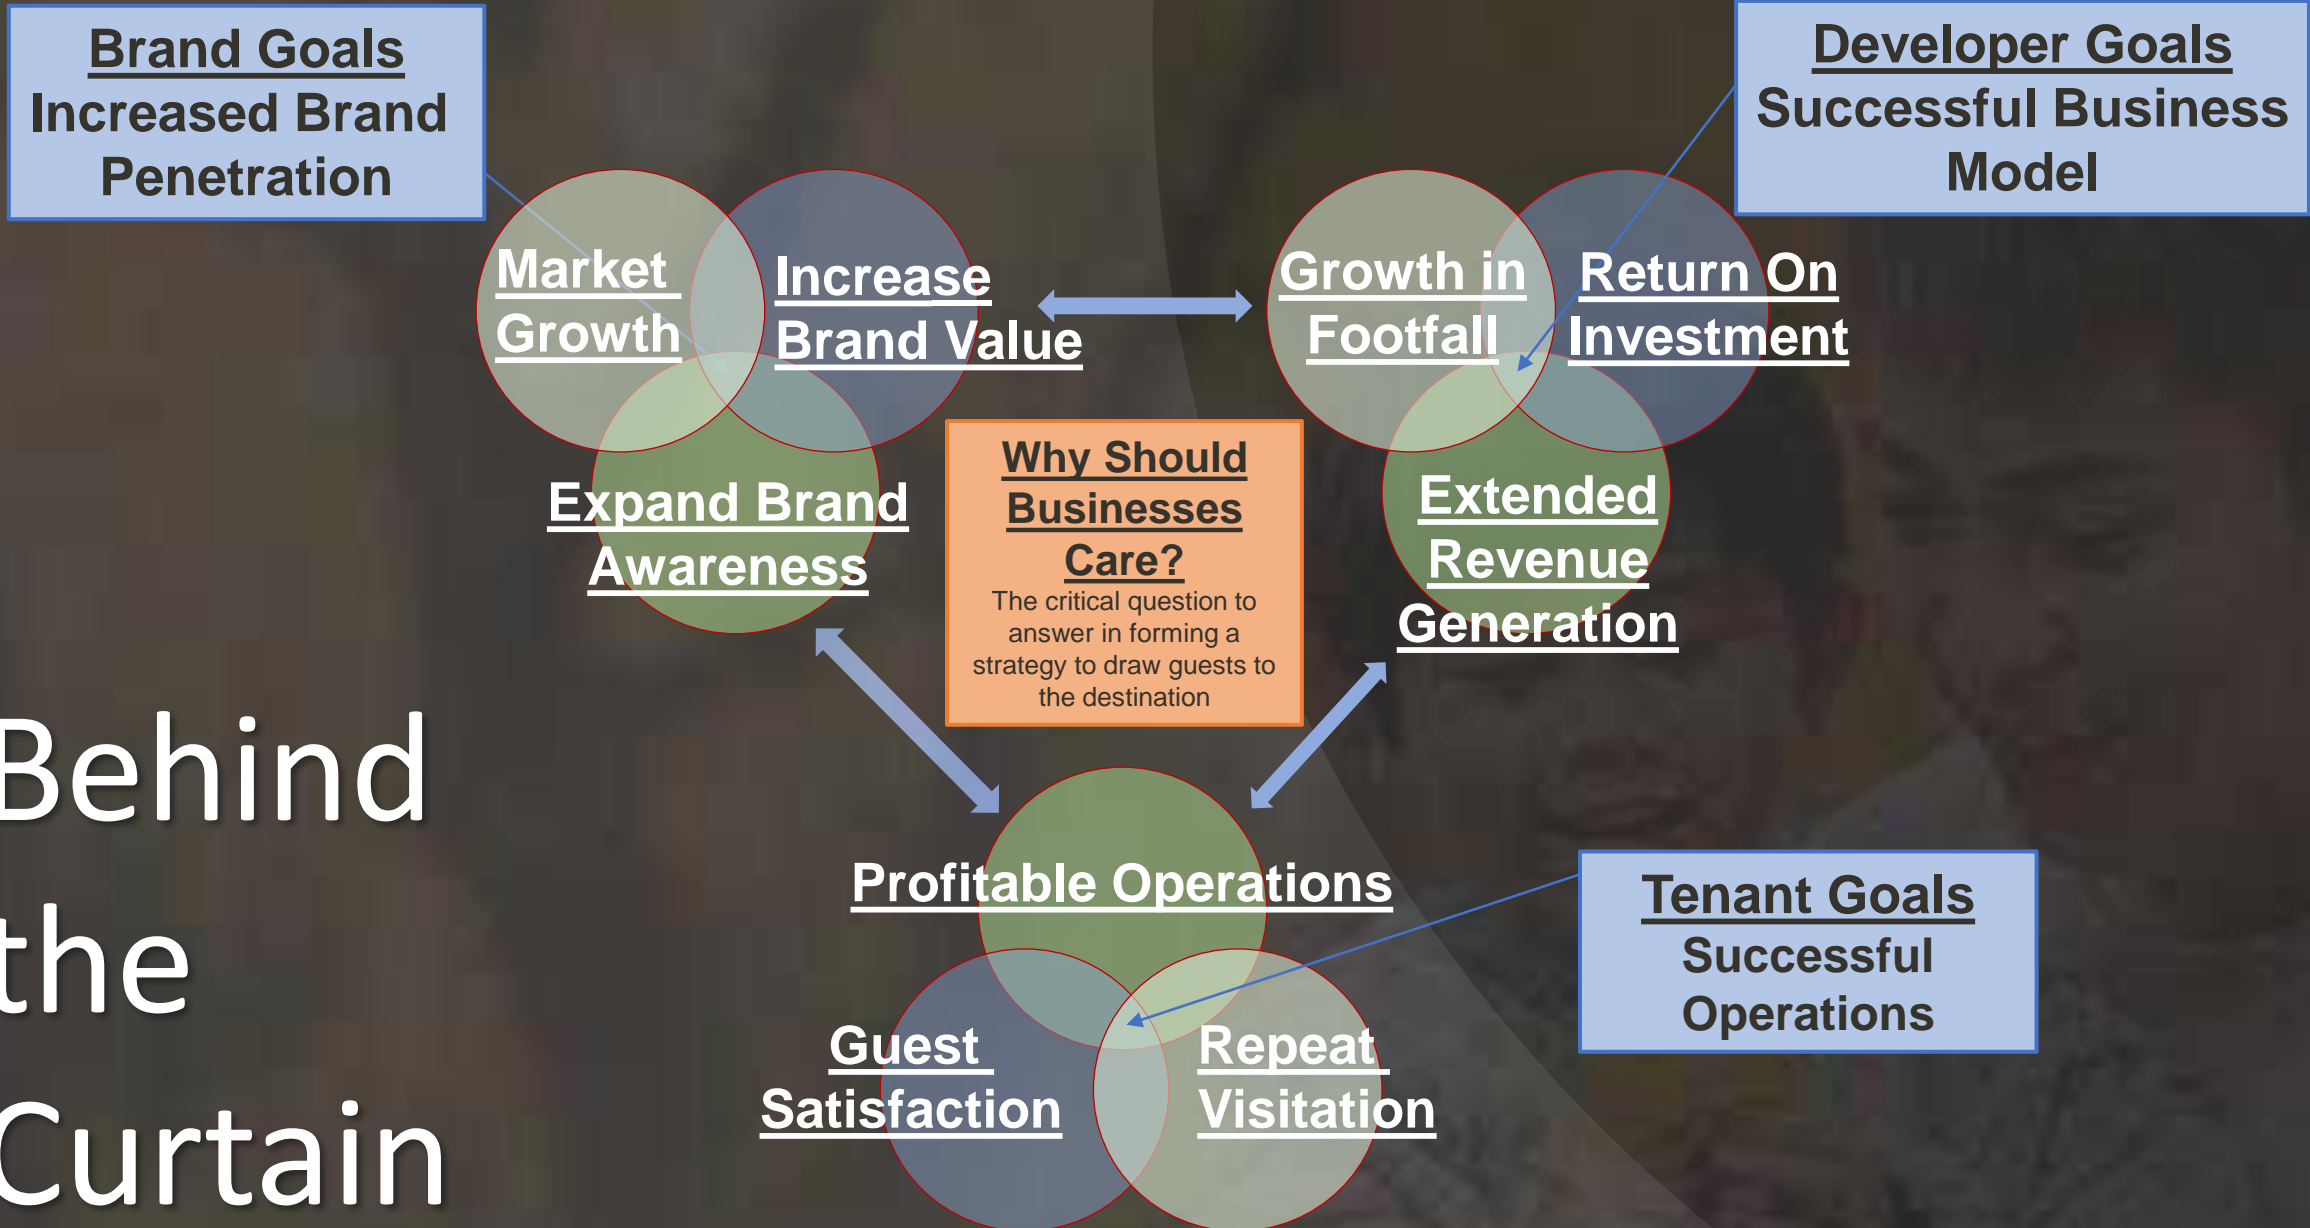 Brand Goals
Increased Brand
Penetration
Developer Goals
Successful Business
Model
Market
Growth
Increase
Brand Value
Expand Brand
Awareness
Growth in
Footfall
Return On
Investment
Extended
Revenue
Generation
Why Should
Businesses
Care?
The critical question to
answer in forming a
strategy to draw guests to
the destination
Behind
the
Curtain
Profitable Operations
Guest
Satisfaction
Repeat
Visitation
Tenant Goals
Successful
Operations